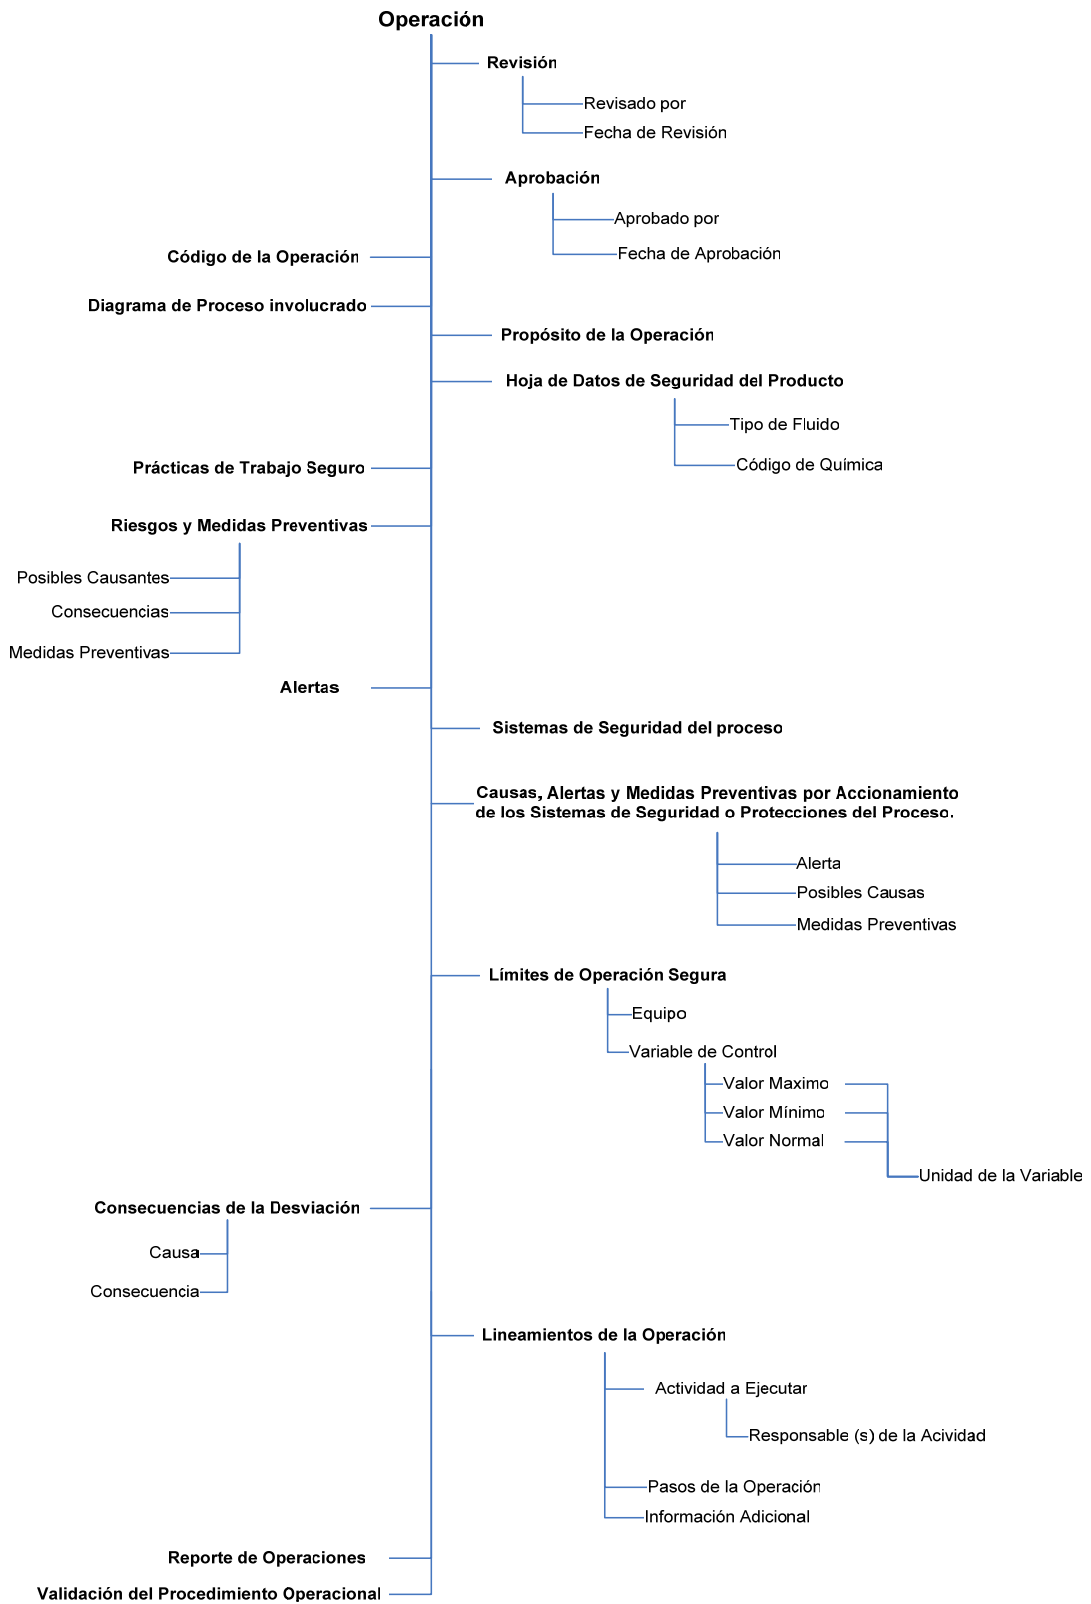 Operación
Revisión
Revisado por
Fecha de Revisión
Aprobación
Aprobado por
Fecha de Aprobación
Código de la Operación
Diagrama de Proceso involucrado
Propósito de la Operación
Hoja de Datos de Seguridad del Producto
Tipo de Fluido
Código de Química
Prácticas de Trabajo Seguro
Riesgos y Medidas Preventivas
Posibles Causantes
Consecuencias
Medidas Preventivas
Alertas
Sistemas de Seguridad del proceso
Causas, Alertas y Medidas Preventivas por Accionamiento
de los Sistemas de Seguridad o Protecciones del Proceso.
Alerta
Posibles Causas
Medidas Preventivas
Límites de Operación Segura
Equipo
Variable de Control
Valor Maximo
Valor Mínimo
Valor Normal
Unidad de la Variable
Consecuencias de la Desviación
Causa
Consecuencia
Lineamientos de la Operación
Actividad a Ejecutar
Responsable (s) de la Acividad
Pasos de la Operación
Información Adicional
Reporte de Operaciones
Validación del Procedimiento Operacional